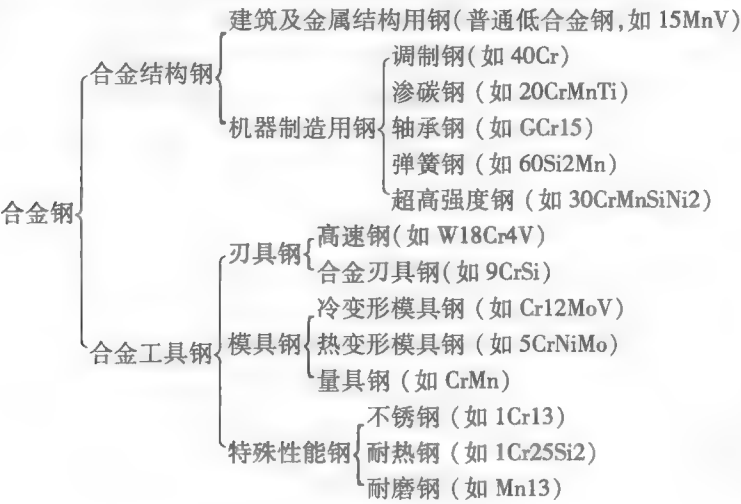 建筑及金属结构用钢(普通低合金钢,如 15MnV)
调制钢(如 40Cr)
合金结构钢
渗碳钢 (如 20CrMnTi)
机器制造用钢
轴承钢 (如 GCr15)
弹簧钢 (如 60Si2Mn)
超高强度钢 (如 30CrMnSiNi2)
合金钢
高速钢(如 W18Cr4V)
刃具钢
合金刃具钢(如 9CrSi)
冷变形模具钢 (如 Cr12MoV)
合金工具钢
模具钢
热变形模具钢 (如 5CrNiMo)
量具钢 (如 CrMn)
不锈钢 (如 1Cr13)
特殊性能钢
耐热钢 (如 1Cr25Si2)
耐磨钢 (如 Mn13)